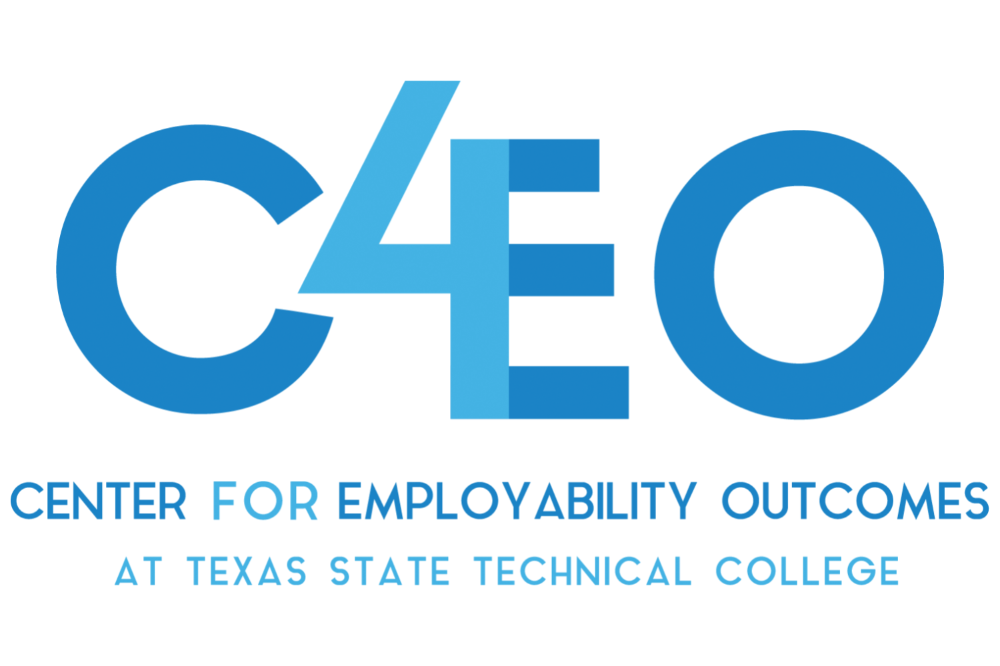 C4EO
CENTER FOR EMPLOYABILITY OUTCOMES
AT TEXAS STATE TECHNICAL COLLEGE